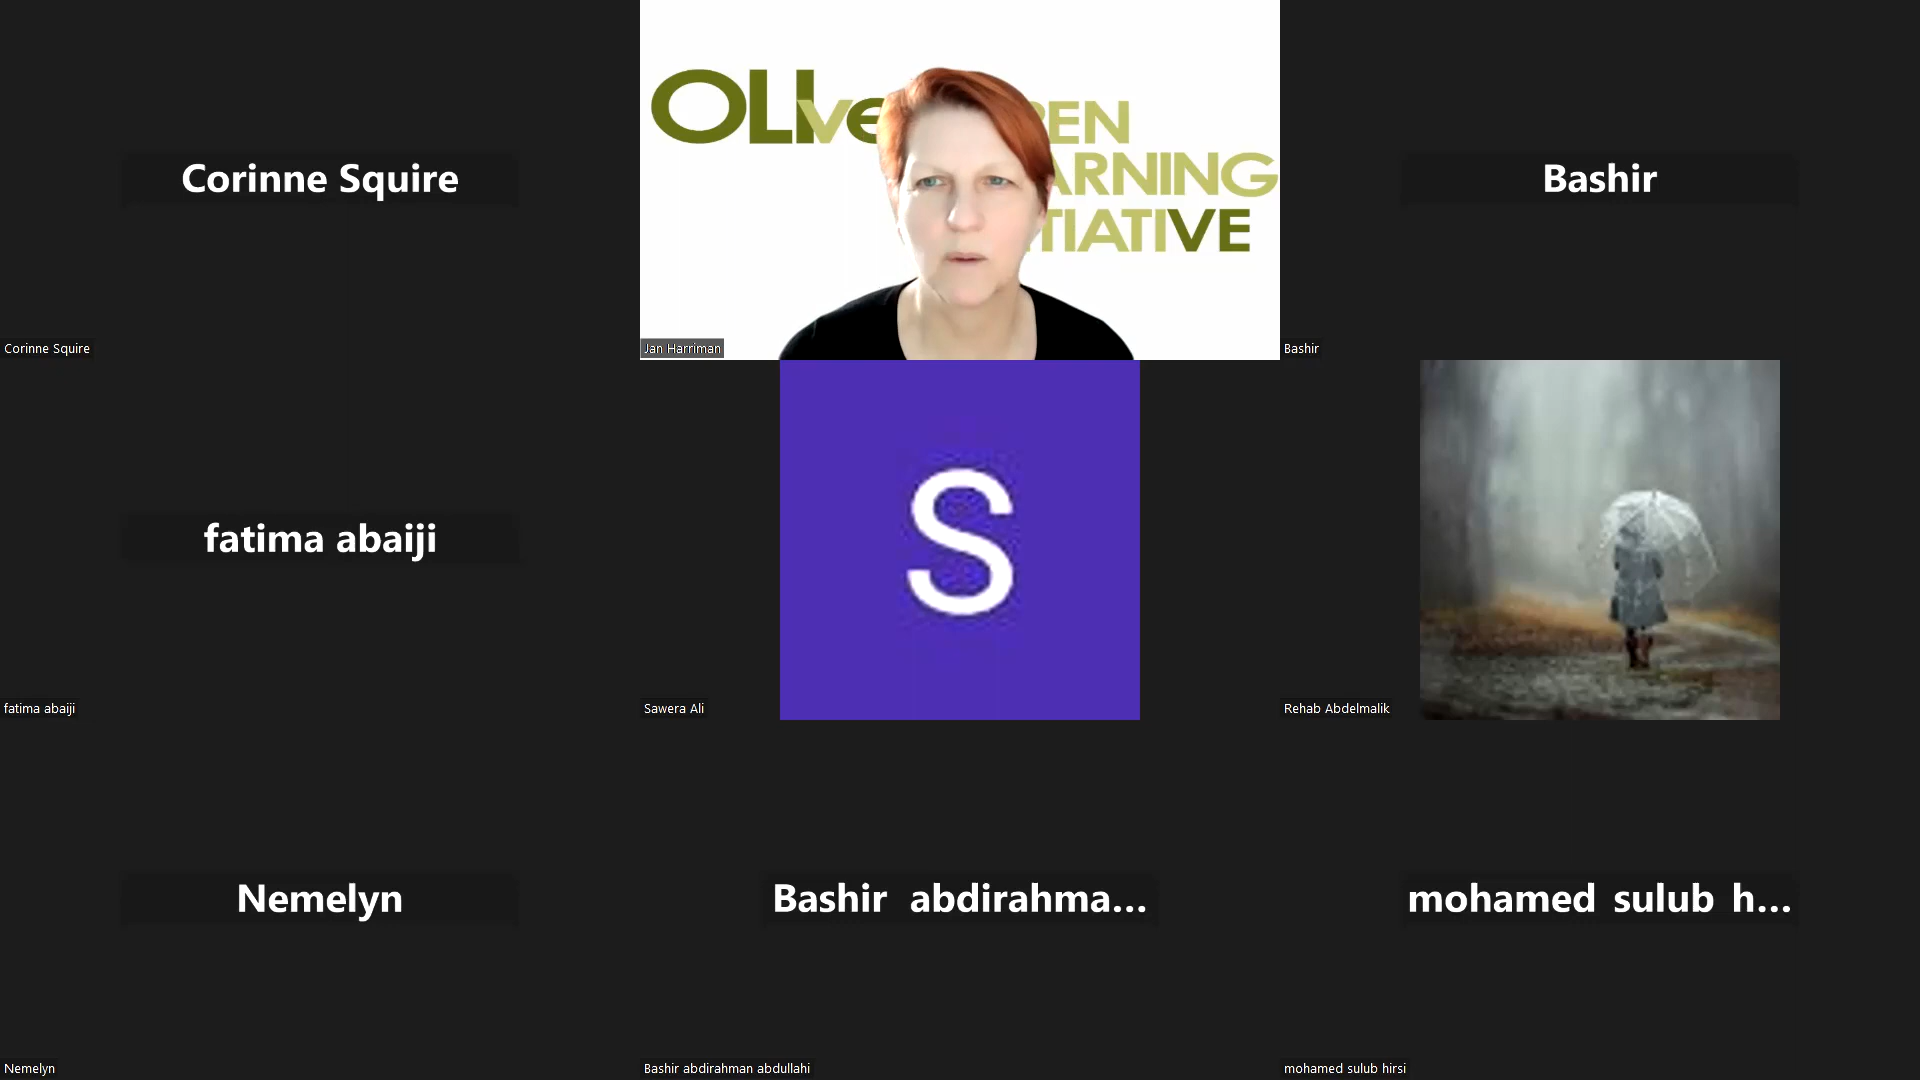 Corinne Squire
Corinne Squire
OLIve
PEN
ARNING
TIATIVE
Jan Harriman
Bashir
Bashir
fatima abaiji
fatima abaiji
S
Sawera Ali
Rehab Abdelmalik
Nemelyn
Nemelyn
Bashir abdirahma...
Bashir abdirahman abdullahi
mohamed sulub h...
mohamed sulub hirsi